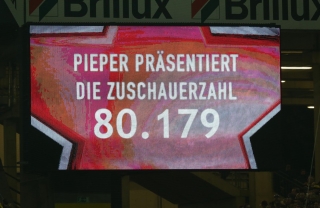 Brillux Brillux
PIEPER PRÄSENTIERT
DIE ZUSCHAUERZAHL
80.179